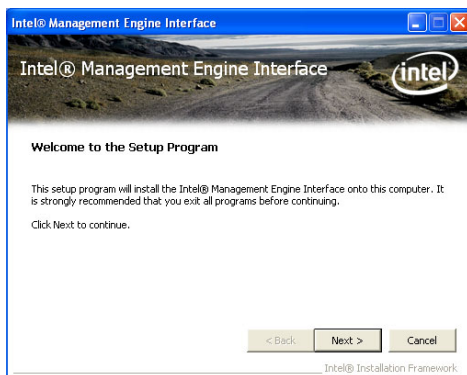 Intel® Management Engine Interface
Intel® Management Engine Interface
intel
Welcome to the Setup Program
This setup program will install the Intel® Management Engine Interface onto this computer. It
is strongly recommended that you exit all programs before continuing.
Click Next to continue.
< Back
Next >
Cancel
Intel® Installation Framework